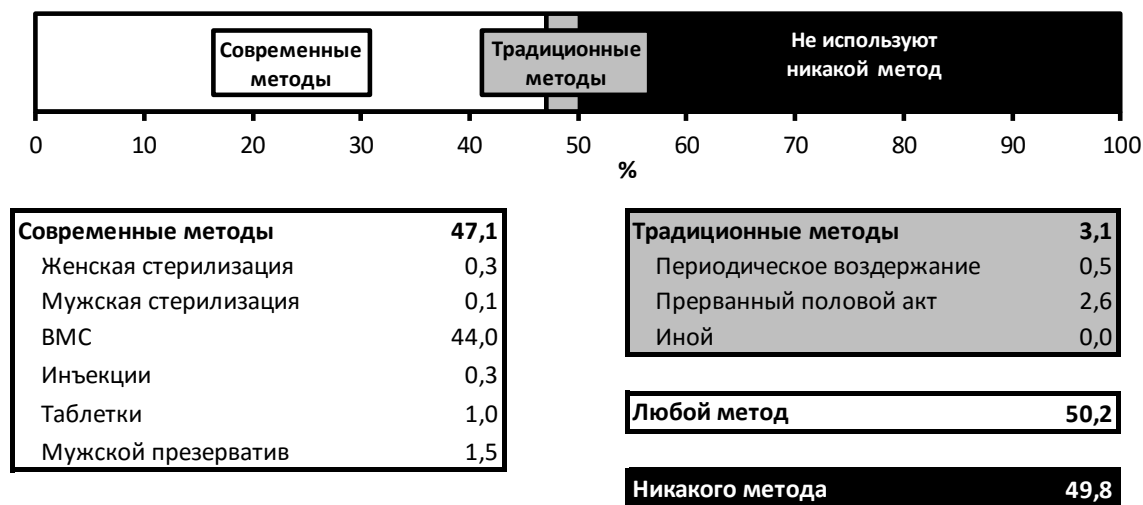 Современные
методы
Традиционные
методы
Не используют
никакой метод
0 10 20 30 40 50 60 70 80 90 100
%
Современные методы 47,1
Женская стерилизация 0,3
Мужская стерилизация 0,1
ВМС 44,0
Инъекции 0,3
Таблетки 1,0
Мужской презерватив 1,5
Традиционные методы 3,1
Периодическое воздержание 0,5
Прерванный половой акт 2,6
Иной 0,0
Любой метод 50,2
Никакого метода 49,8